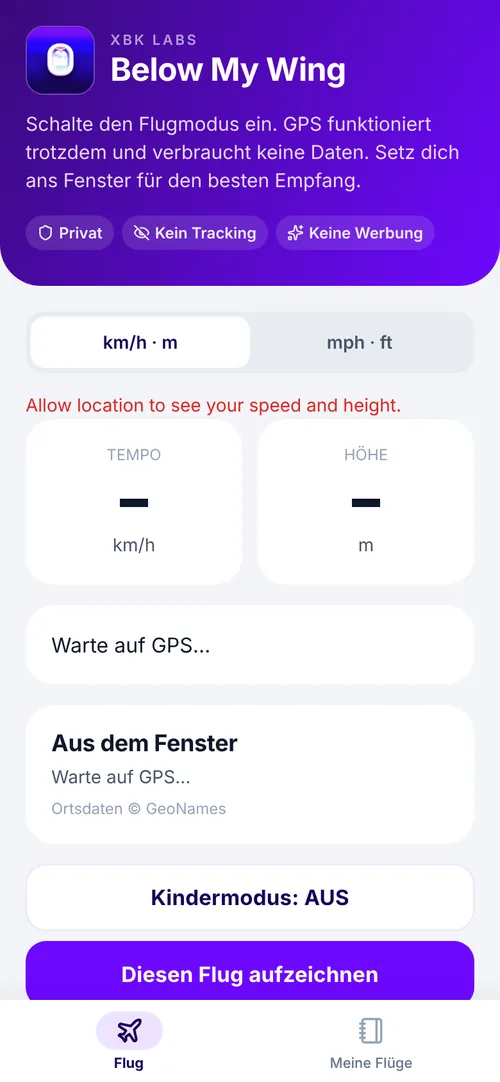 XBK LABS
Below My Wing
Schalte den Flugmodus ein. GPS funktioniert
trotzdem und verbraucht keine Daten. Setz dich
ans Fenster für den besten Empfang.
Privat
Kein Tracking
Keine Werbung
km/h · m
mph · ft
Allow location to see your speed and height.
TEMPO
–
km/h
HÖHE
–
m
Warte auf GPS…
Aus dem Fenster
Warte auf GPS…
Ortsdaten © GeoNames
Kindermodus: AUS
Diesen Flug aufzeichnen
Flug
Meine Flüge